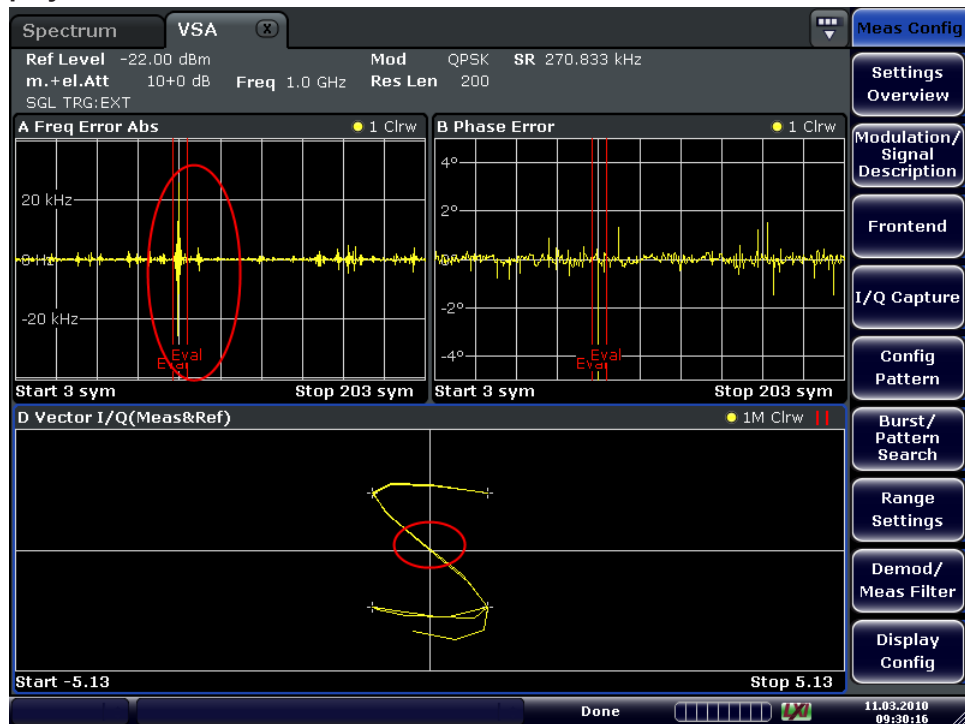 Spectrum VSA X
Meas Config
Ref Level -22.00 dBm Mod QPSK SR 270.833 kHz
m.+el.Att 10+0 dB Freq 1.0 GHz Res Len 200
SGL TRG:EXT
A Freq Error Abs 1 Clrw
20 kHz
0 Hz
-20 kHz
Eval
Eval
Start 3 sym Stop 203 sym
B Phase Error 1 Clrw
4°
2°
0°
-2°
-4°
Eval
Eval
Start 3 sym Stop 203 sym
D Vector I/Q(Meas&Ref) 1M Clrw
Start -5.13 Stop 5.13
Settings
Overview
Modulation/
Signal
Description
Frontend
I/Q Capture
Config
Pattern
Burst/
Pattern
Search
Range
Settings
Demod/
Meas Filter
Display
Config
Done LXI 11.03.2010
09:30:16